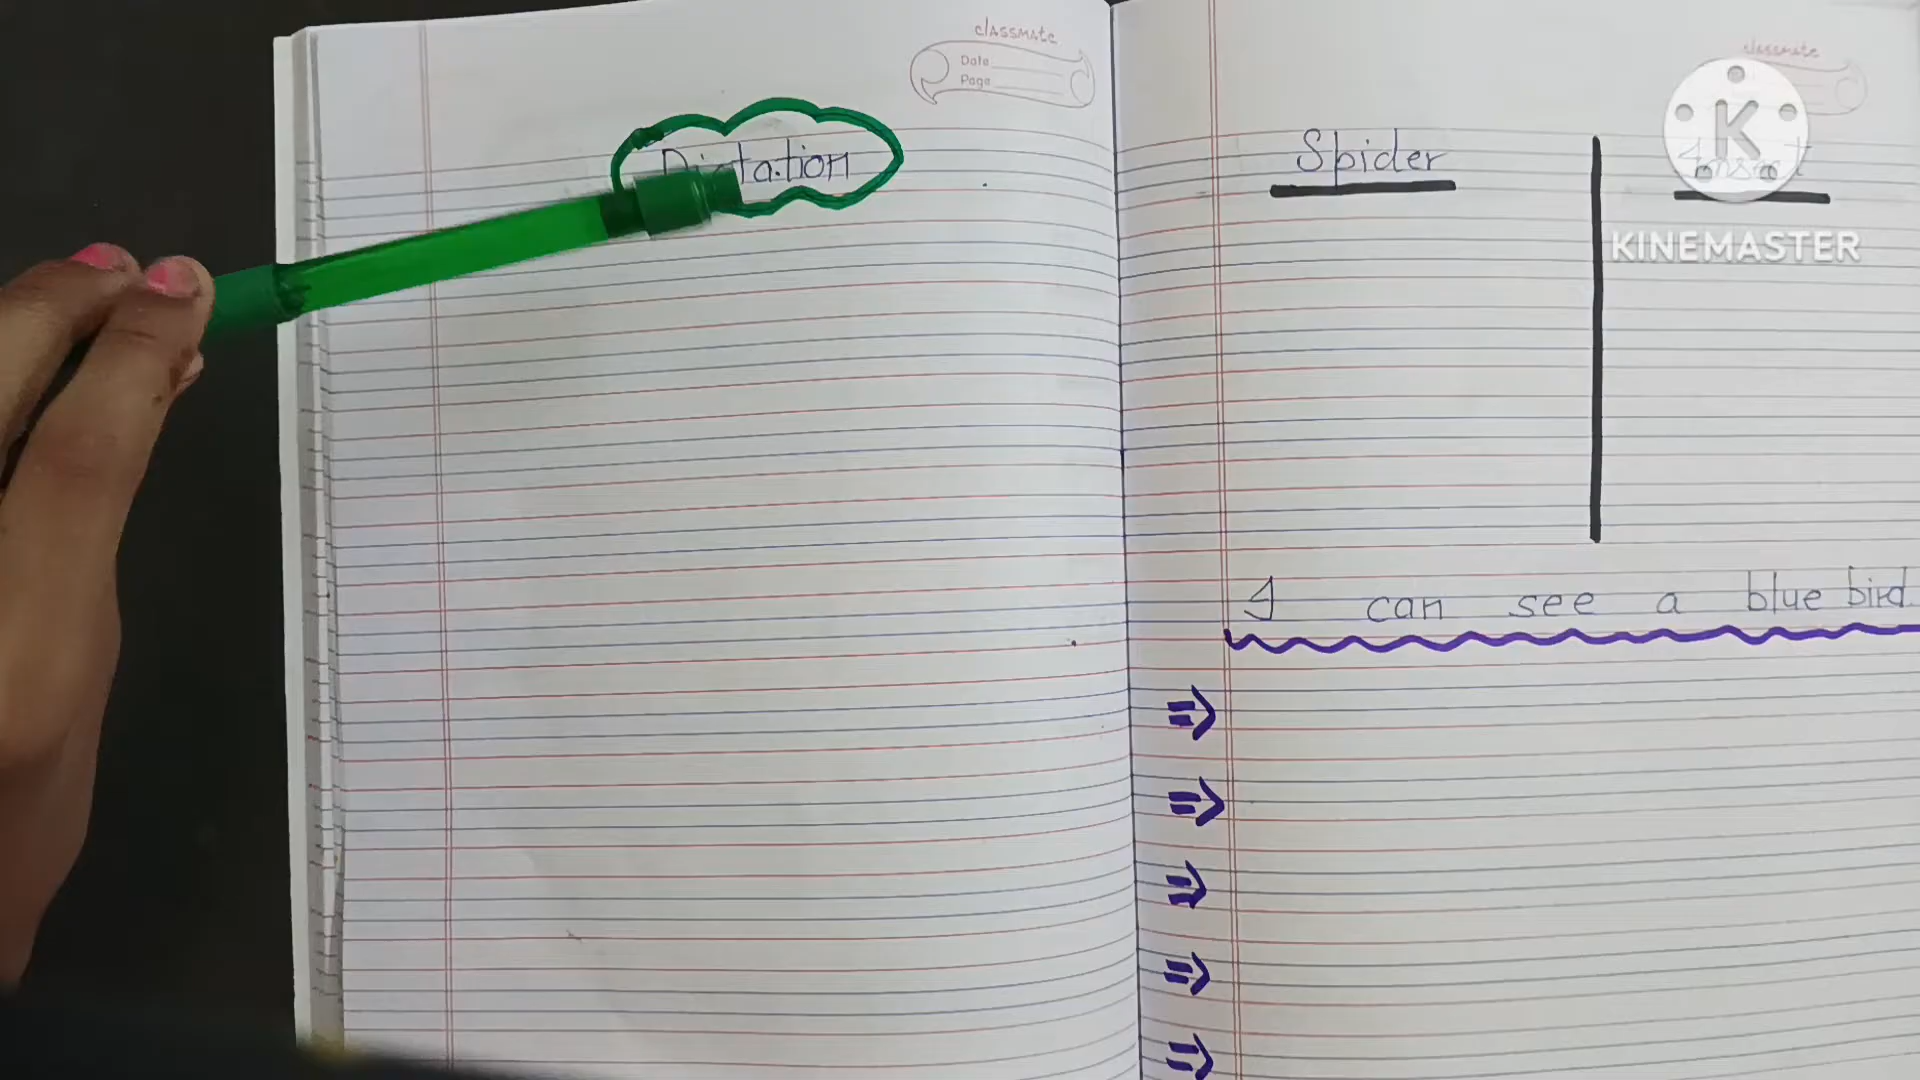 classmate
Date
Page
Dictation
classmate
Spider
K
KINEMASTER
I can see a blue bird.